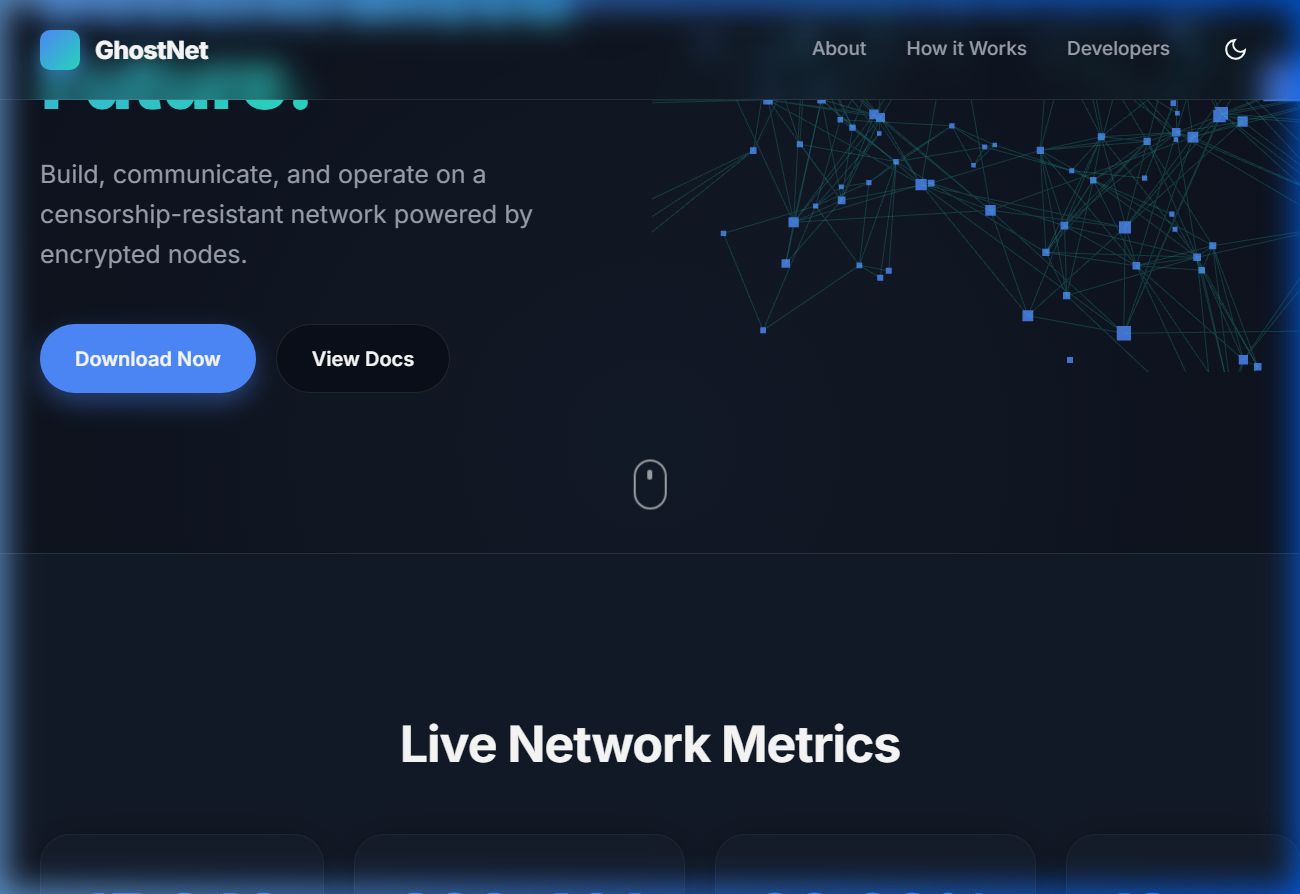 GhostNet
About
How it Works
Developers
Build, communicate, and operate on a
censorship-resistant network powered by
encrypted nodes.
Download Now
View Docs
Live Network Metrics